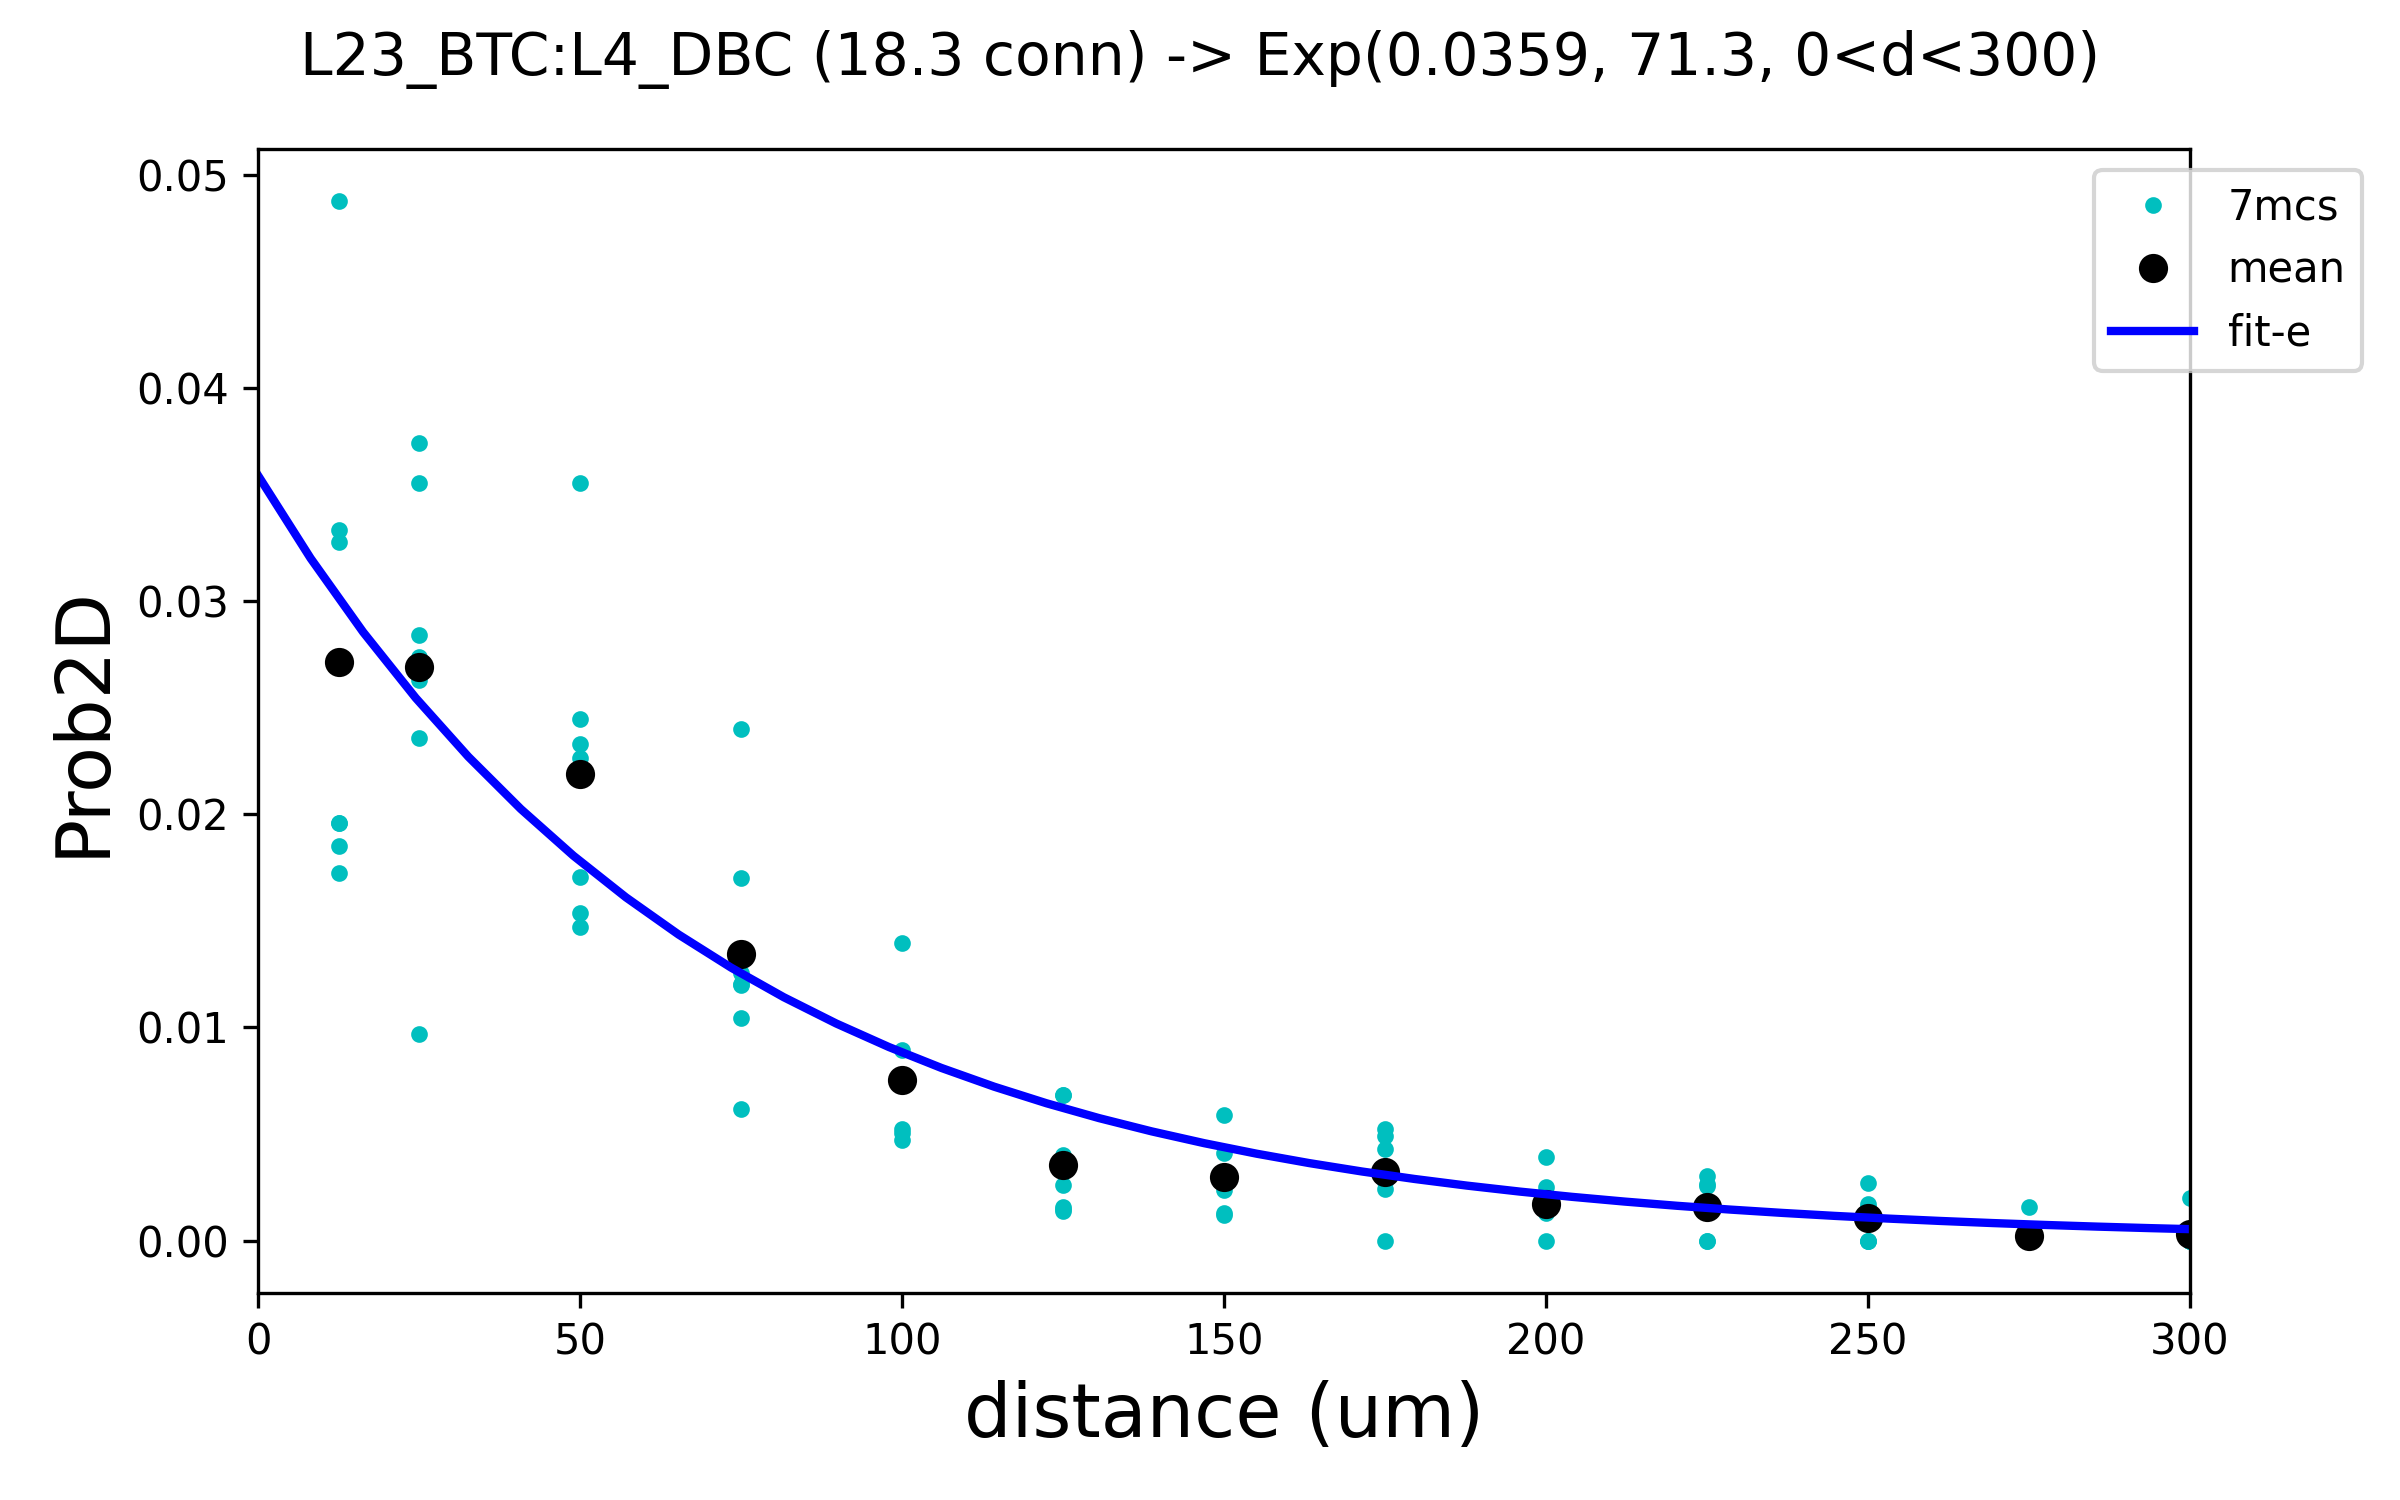 L23_BTC:L4_DBC (18.3 conn) -> Exp(0.0359, 71.3, 0<d<300)
7mcs
mean
fit-e
Prob2D
0.05
0.04
0.03
0.02
0.01
0.00
0 50 100 150 200 250 300
distance (um)